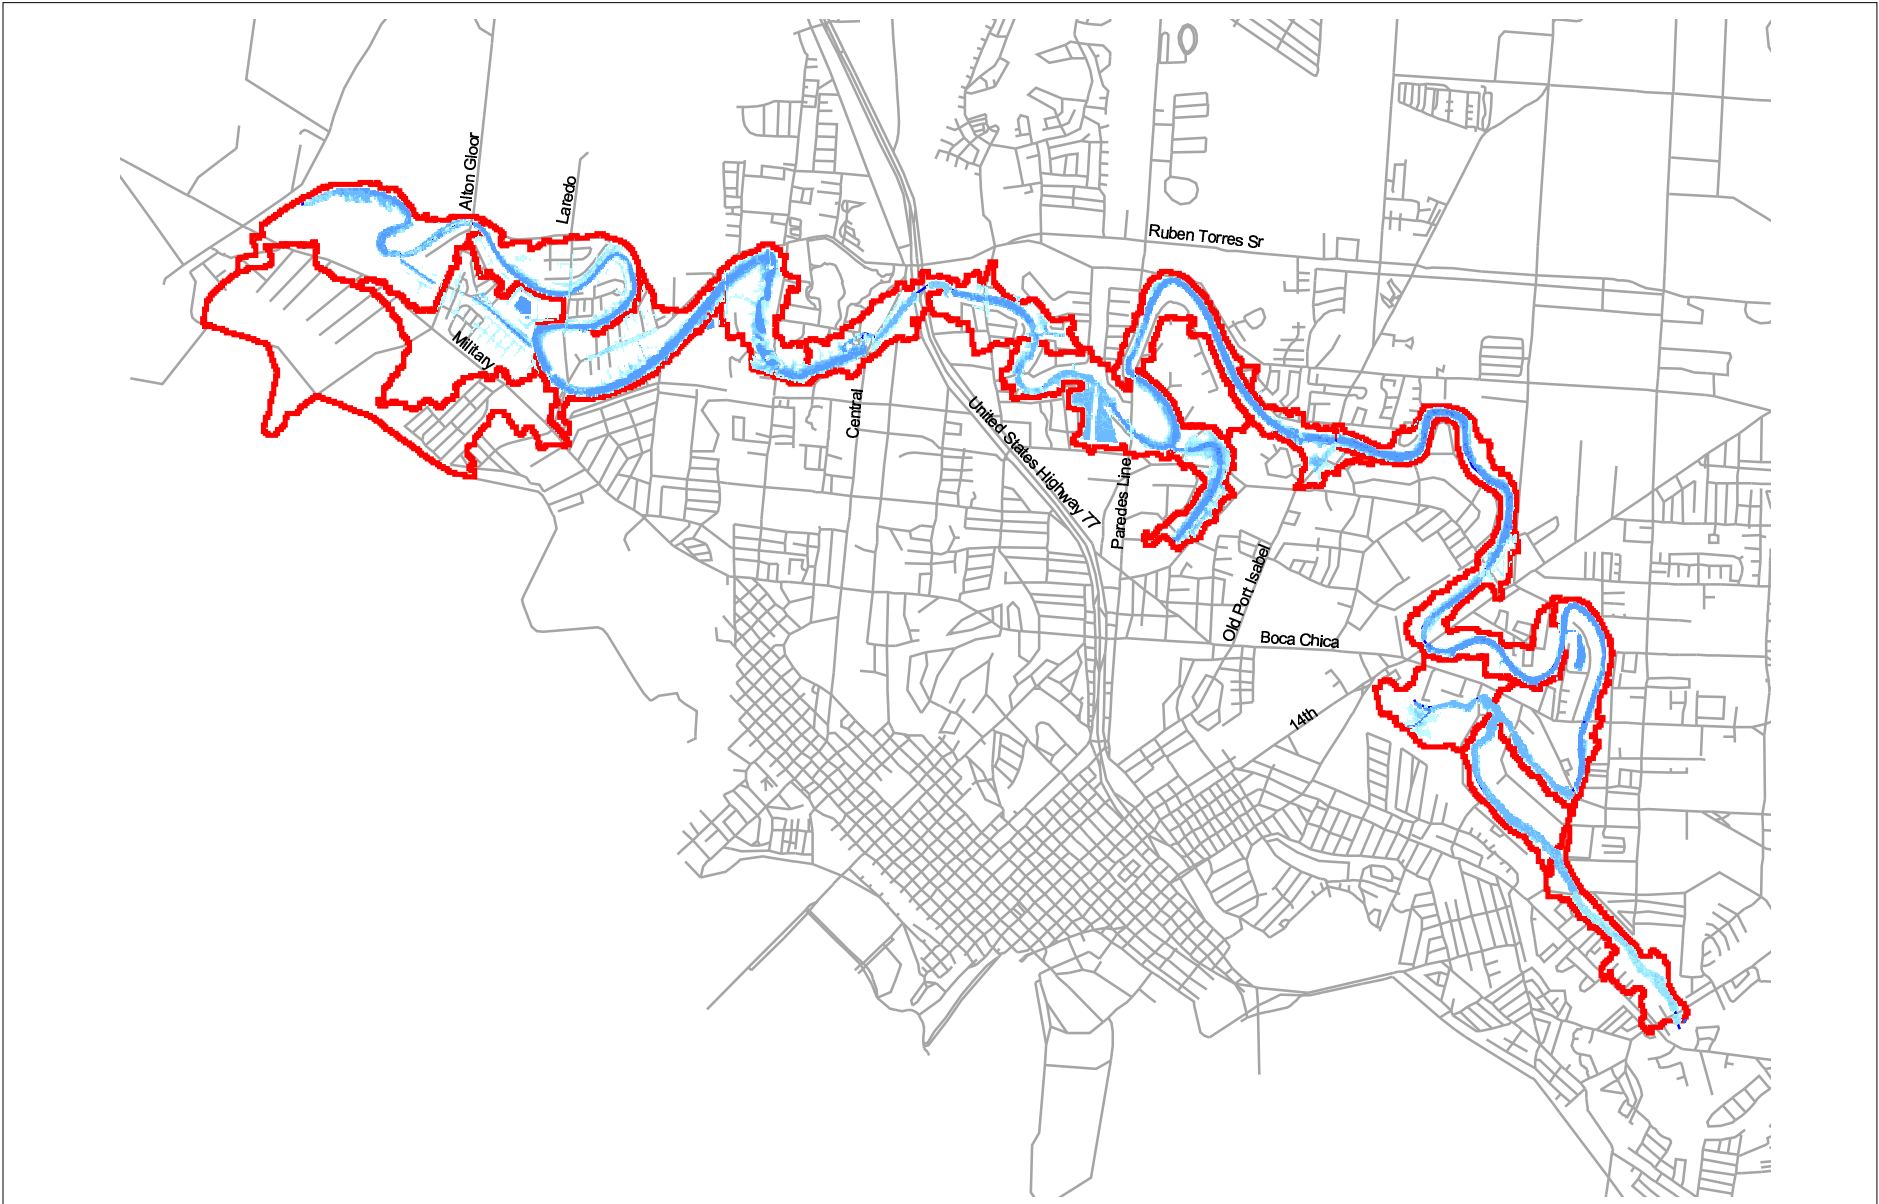 Alton Gloor
Laredo
Ruben Torres Sr
Military
Central
United States Highway 77
Paredes Line
Old Port Isabel
Boca Chica
14th